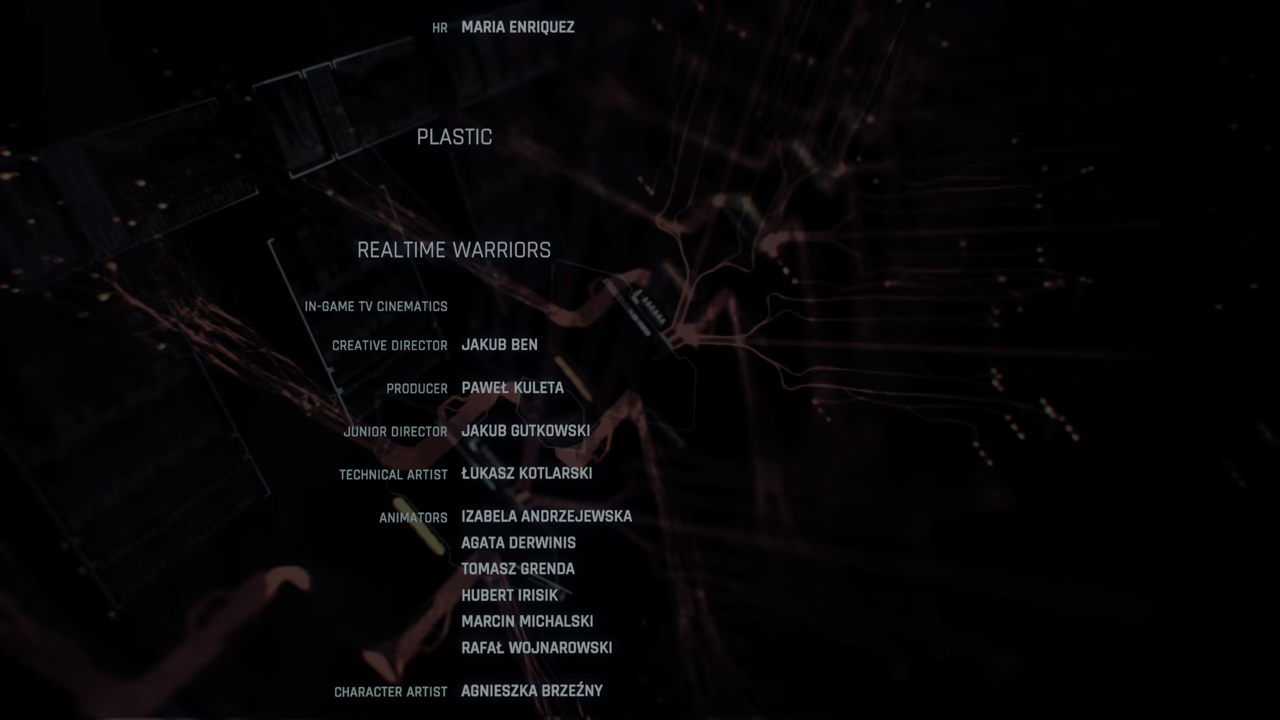 HR MARIA ENRIQUEZ
PLASTIC
REALTIME WARRIORS
IN-GAME TV CINEMATICS
CREATIVE DIRECTOR JAKUB BEN
PRODUCER PAWEŁ KULETA
JUNIOR DIRECTOR JAKUB GUTKOWSKI
TECHNICAL ARTIST ŁUKASZ KOTLARSKI
ANIMATORS IZABELA ANDRZEJEWSKA
AGATA DERWINIS
TOMASZ GRENDA
HUBERT IRISIK
MARCIN MICHALSKI
RAFAŁ WOJNAROWSKI
CHARACTER ARTIST AGNIESZKA BRZEŹNY